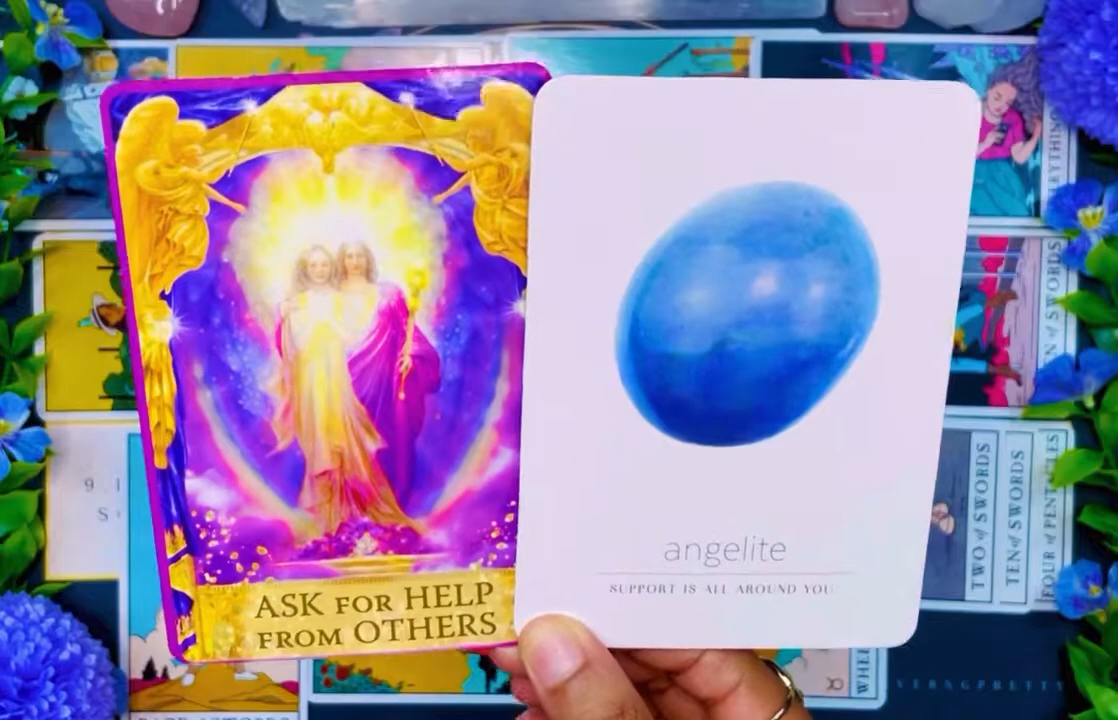 ASK FOR HELP
FROM OTHERS
angelite
SUPPORT IS ALL AROUND YOU
TWO of SWORDS
TEN of SWORDS
FOUR of PENTACLES